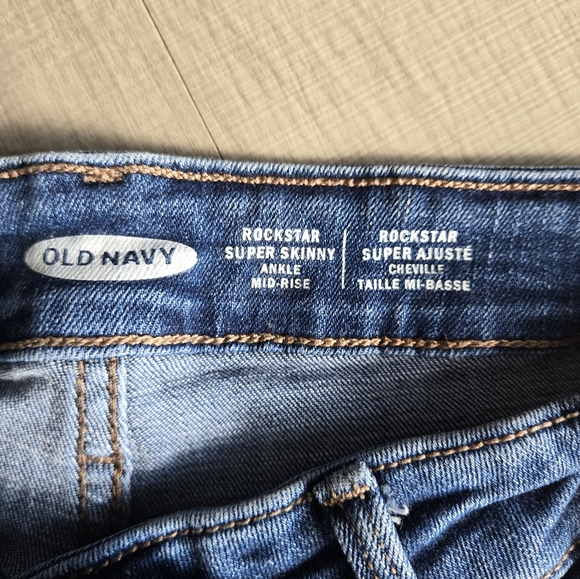 OLD NAVY
ROCKSTAR
SUPER SKINNY
ANKLE
MID-RISE
ROCKSTAR
SUPER AJUSTÉ
CHEVILLE
TAILLE MI-BASSE